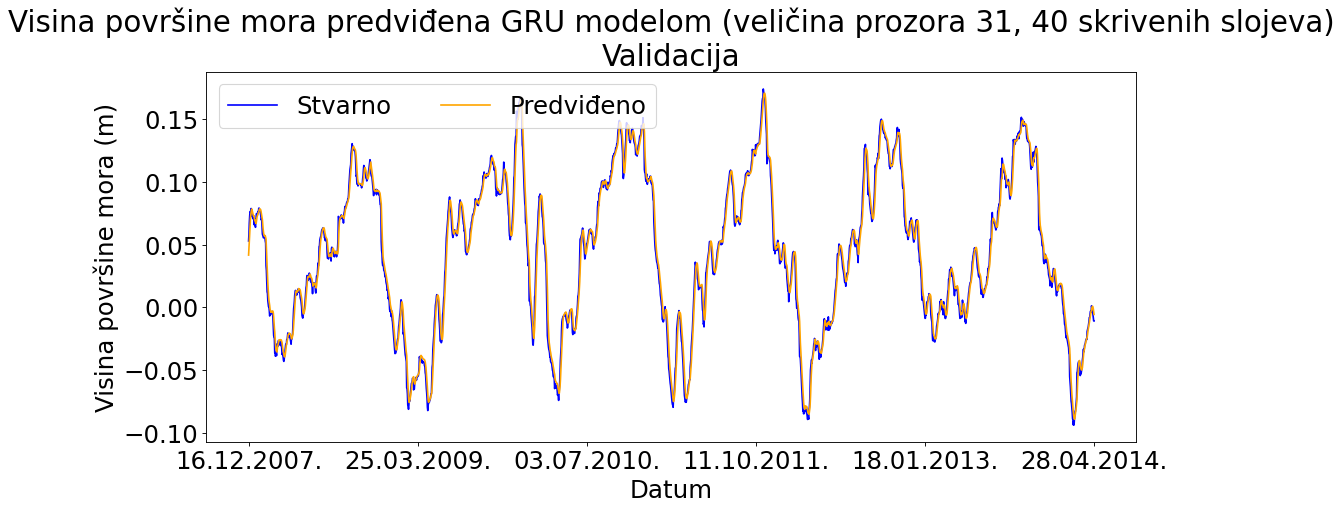 Visina površine mora predviđena GRU modelom (veličina prozora 31, 40 skrivenih slojeva)
Validacija
Stvarno Predviđeno
Visina površine mora (m)
0.15
0.10
0.05
0.00
−0.05
−0.10
16.12.2007. 25.03.2009. 03.07.2010. 11.10.2011. 18.01.2013. 28.04.2014.
Datum